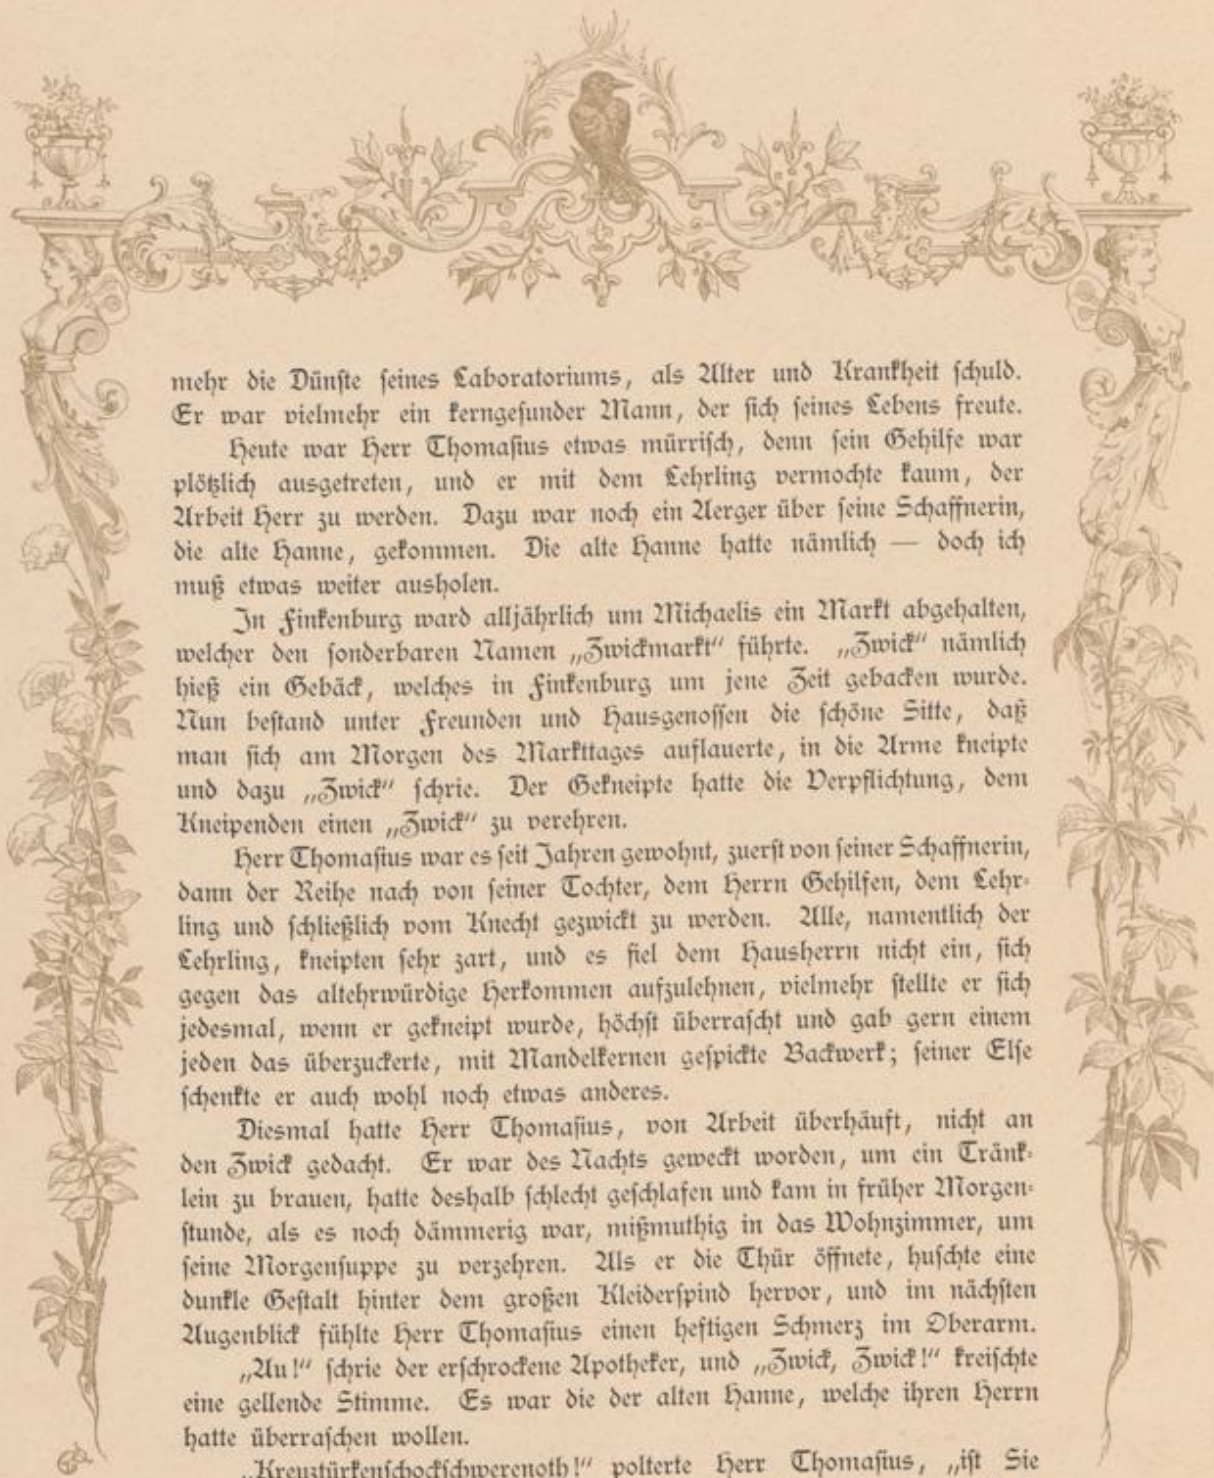 mehr die Dünste seines Laboratoriums, als Alter und Krankheit schuld.
Er war vielmehr ein kerngesunder Mann, der sich seines Lebens freute.
Heute war Herr Thomasius etwas mürrisch, denn sein Gehilfe war
plötzlich ausgetreten, und er mit dem Lehrling vermochte kaum, der
Arbeit Herr zu werden. Dazu war noch ein Aerger über seine Schaffnerin,
die alte Hanne, gekommen. Die alte Hanne hatte nämlich — doch ich
muß etwas weiter ausholen.
In Finkenburg ward alljährlich um Michaelis ein Markt abgehalten,
welcher den sonderbaren Namen „Zwickmarkt“ führte. „Zwick“ nämlich
hieß ein Gebäck, welches in Finkenburg um jene Zeit gebacken wurde.
Nun bestand unter Freunden und Hausgenossen die schöne Sitte, daß
man sich am Morgen des Markttages auflauerte, in die Arme kneipte
und dazu „Zwick“ schrie. Der Gekneipte hatte die Verpflichtung, dem
Kneipenden einen „Zwick“ zu verehren.
Herr Thomasius war es seit Jahren gewohnt, zuerst von seiner Schaffnerin,
dann der Reihe nach von seiner Tochter, dem Herrn Gehilfen, dem Lehr-
ling und schließlich vom Knecht gezwickt zu werden. Alle, namentlich der
Lehrling, kneipten sehr zart, und es fiel dem Hausherrn nicht ein, sich
gegen das altehrwürdige Herkommen aufzulehnen, vielmehr stellte er sich
jedesmal, wenn er gekneipt wurde, höchst überrascht und gab gern einem
jeden das überzuckerte, mit Mandelkernen gespickte Backwerk; seiner Else
schenkte er auch wohl noch etwas anderes.
Diesmal hatte Herr Thomasius, von Arbeit überhäuft, nicht an
den Zwick gedacht. Er war des Nachts geweckt worden, um ein Tränk-
lein zu brauen, hatte deshalb schlecht geschlafen und kam in früher Morgen-
stunde, als es noch dämmerig war, mißmuthig in das Wohnzimmer, um
seine Morgensuppe zu verzehren. Als er die Thür öffnete, huschte eine
dunkle Gestalt hinter dem großen Kleiderspind hervor, und im nächsten
Augenblick fühlte Herr Thomasius einen heftigen Schmerz im Oberarm.
„Au!“ schrie der erschrockene Apotheker, und „Zwick, Zwick!“ kreischte
eine gellende Stimme. Es war die der alten Hanne, welche ihren Herrn
hatte überraschen wollen.
„Kreuztürkenschockschwerenoth!“ polterte Herr Thomasius, „ist Sie